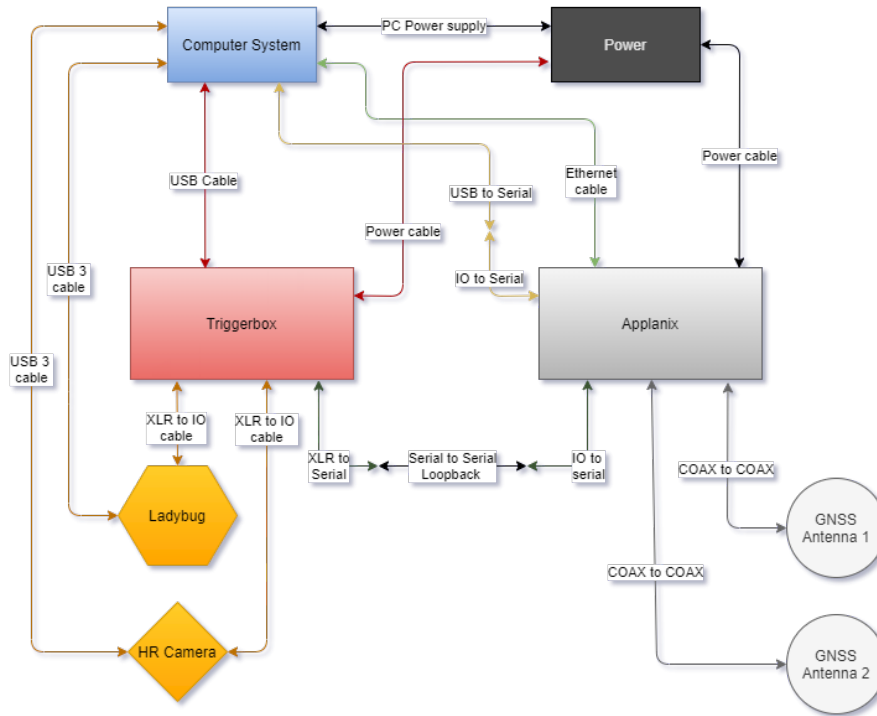 PC Power supply
Computer System
Power
USB Cable
USB to Serial
Ethernet
cable
Power cable
Power cable
USB 3
cable
IO to Serial
Triggerbox
Applanix
USB 3
cable
XLR to IO
cable
XLR to IO
cable
XLR to
Serial
Serial to Serial
Loopback
IO to
serial
COAX to COAX
Ladybug
GNSS
Antenna 1
COAX to COAX
HR Camera
GNSS
Antenna 2